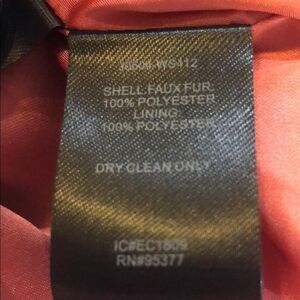 SHELL FAUX FUR:
100% POLYESTER
LINING:
100% POLYESTER
DRY CLEAN ONLY
IC#EC1809
RN#95377